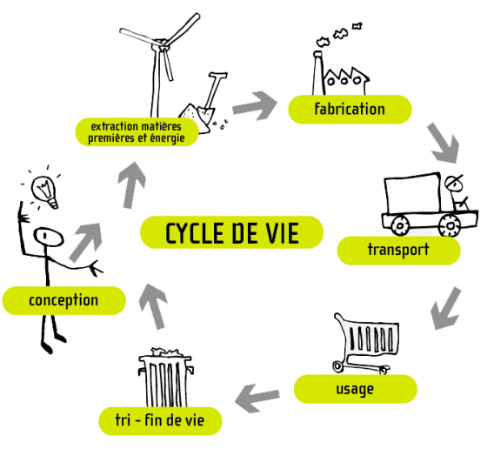 CYCLE DE VIE
conception
extraction matières
premières et énergie
fabrication
transport
usage
tri - fin de vie